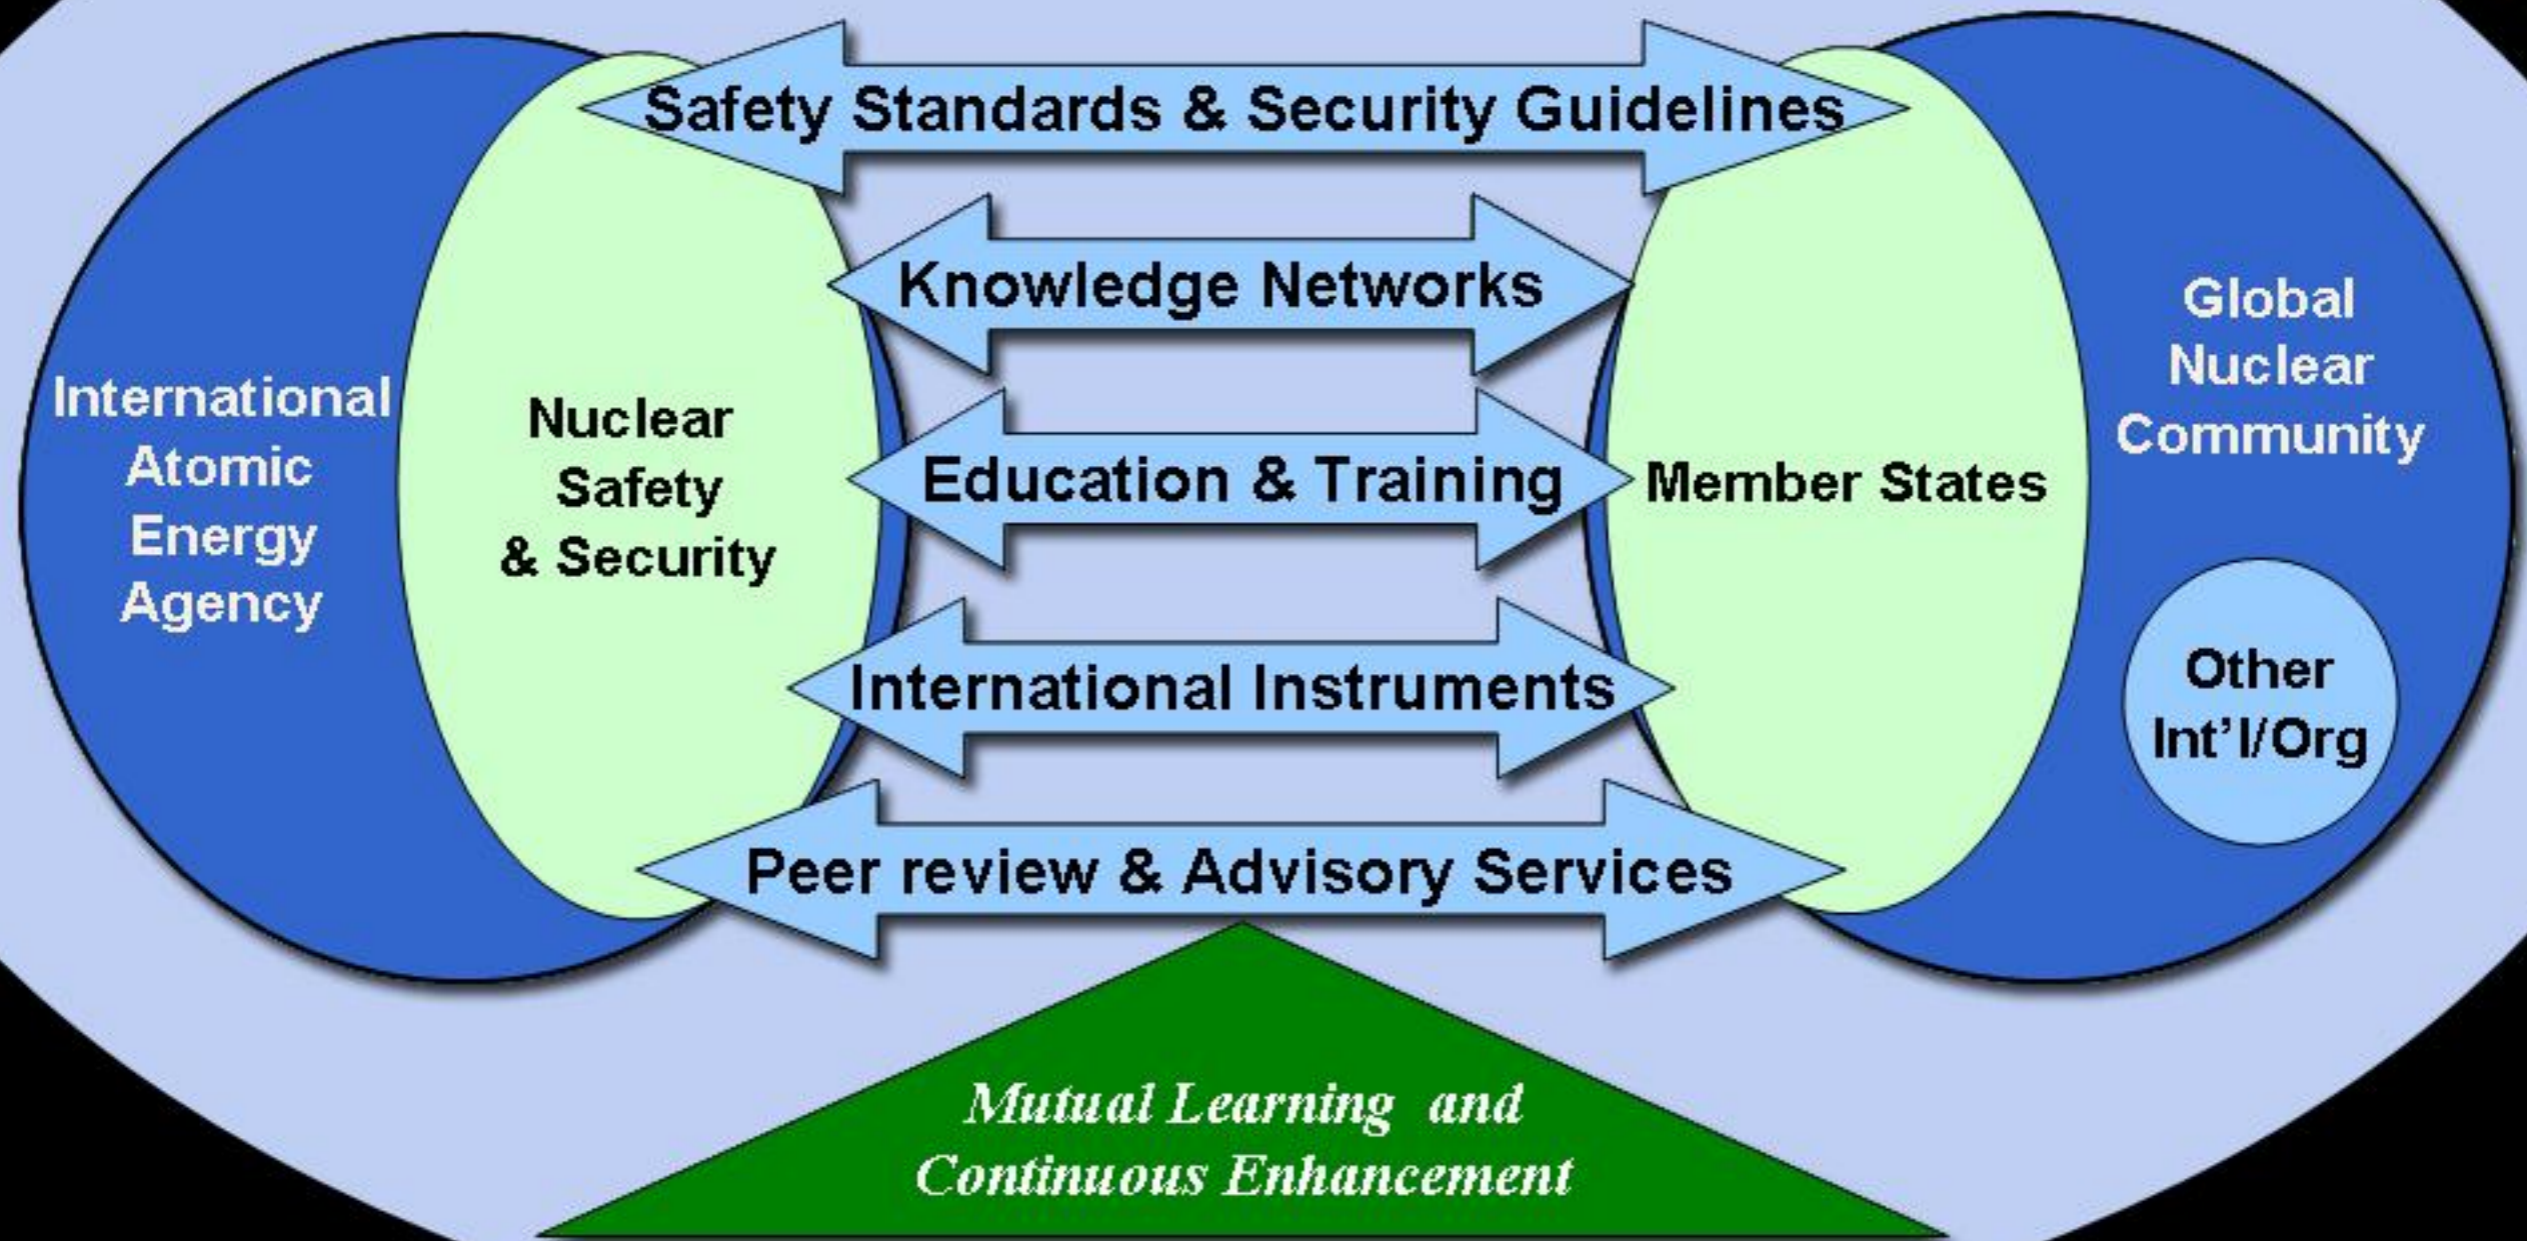 Safety Standards & Security Guidelines
Knowledge Networks
Education & Training
International Instruments
Peer review & Advisory Services
International
Atomic
Energy
Agency
Nuclear
Safety
& Security
Member States
Global
Nuclear
Community
Other
Int'l/Org
Mutual Learning and
Continuous Enhancement